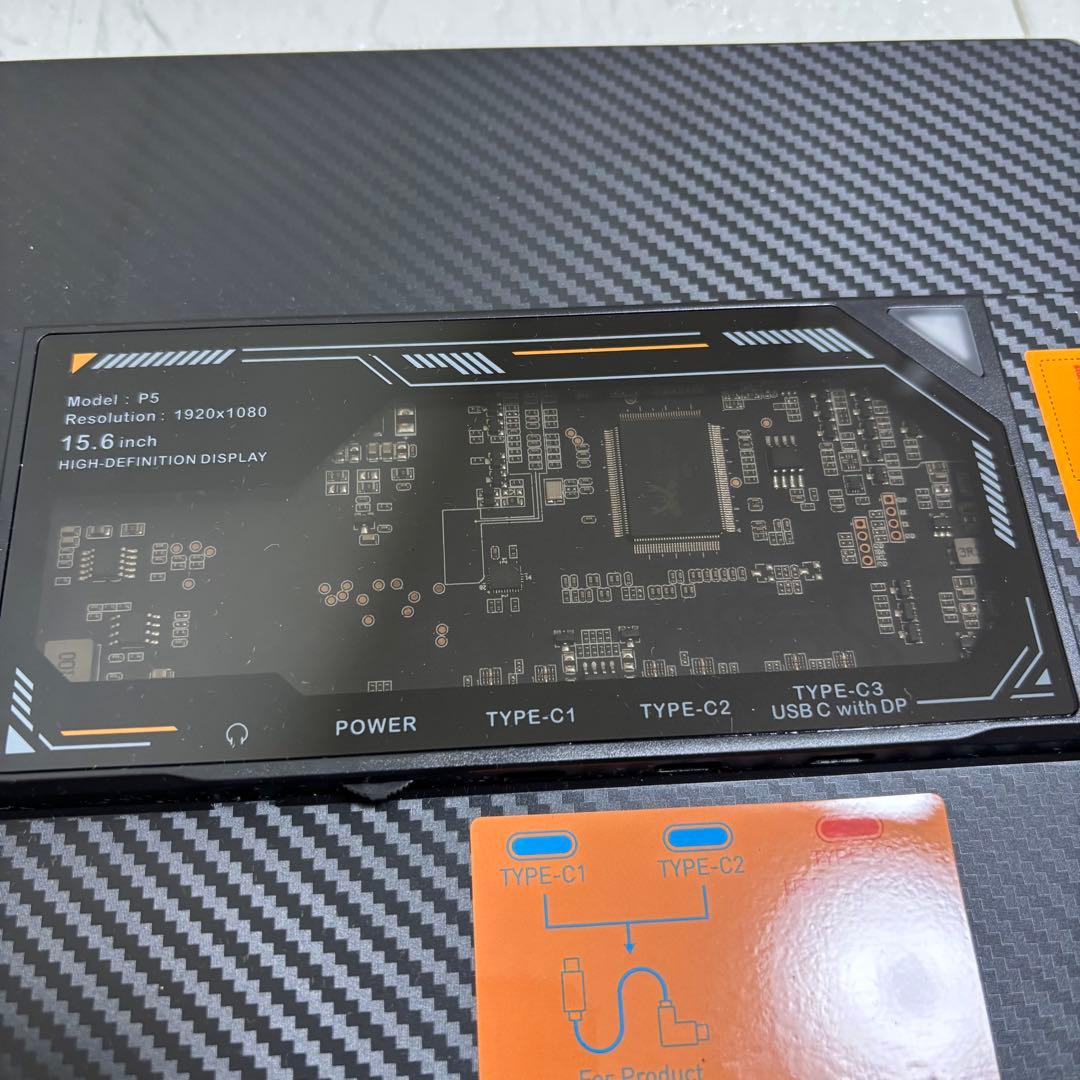 Model : P5
Resolution : 1920x1080
15.6 inch
HIGH-DEFINITION DISPLAY
POWER
TYPE-C1
TYPE-C2
TYPE-C3
USB C with DP
TYPE-C1
TYPE-C2
For Product